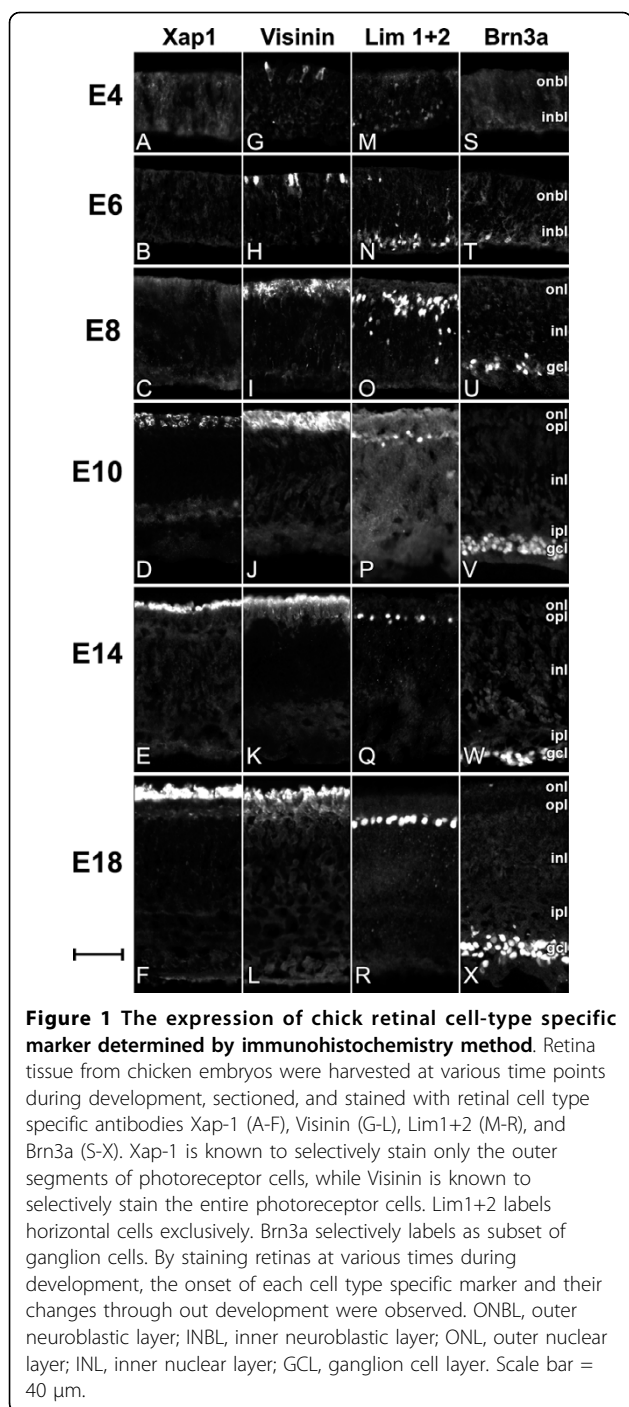 Xap1 Visinin Lim 1+2 Brn3a
E4 onbl
inbl
A G M S
E6 onbl
inbl
B H N T
E8 onl
inl
gcl
C I O U
E10 onl
opl
inl
ipl
gcl
D J P V
E14 onl
opl
inl
ipl
gcl
E K Q W
E18 onl
opl
inl
ipl
gcl
F L R X
Figure 1 The expression of chick retinal cell-type specific
marker determined by immunohistochemistry method. Retina
tissue from chicken embryos were harvested at various time points
during development, sectioned, and stained with retinal cell type
specific antibodies Xap-1 (A-F), Visinin (G-L), Lim1+2 (M-R), and
Brn3a (S-X). Xap-1 is known to selectively stain only the outer
segments of photoreceptor cells, while Visinin is known to
selectively stain the entire photoreceptor cells. Lim1+2 labels
horizontal cells exclusively. Brn3a selectively labels as subset of
ganglion cells. By staining retinas at various times during
development, the onset of each cell type specific marker and their
changes through out development were observed. ONBL, outer
neuroblastic layer; INBL, inner neuroblastic layer; ONL, outer nuclear
layer; INL, inner nuclear layer; GCL, ganglion cell layer. Scale bar =
40 μm.